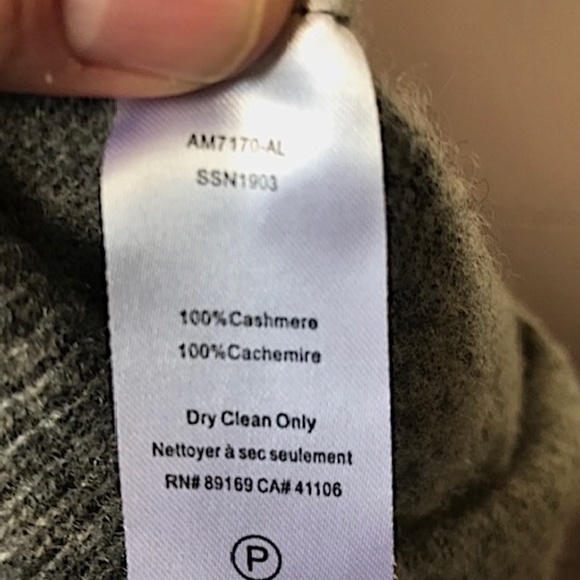 AM7170-AL
SSN1903
100%Cashmere
100%Cachemire
Dry Clean Only
Nettoyer à sec seulement
RN# 89169 CA# 41106
P